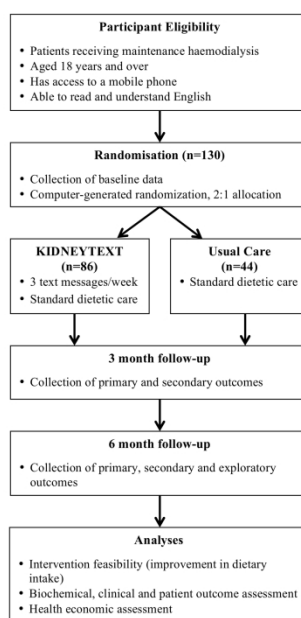 Participant Eligibility
• Patients receiving maintenance haemodialysis
• Aged 18 years and over
• Has access to a mobile phone
• Able to read and understand English
Randomisation (n=130)
• Collection of baseline data
• Computer-generated randomization, 2:1 allocation
KIDNEYTEXT
(n=86)
• 3 text messages/week
• Standard dietetic care
Usual Care
(n=44)
• Standard dietetic care
3 month follow-up
• Collection of primary and secondary outcomes
6 month follow-up
• Collection of primary, secondary and exploratory
outcomes
Analyses
• Intervention feasibility (improvement in dietary
intake)
• Biochemical, clinical and patient outcome assessment
• Health economic assessment